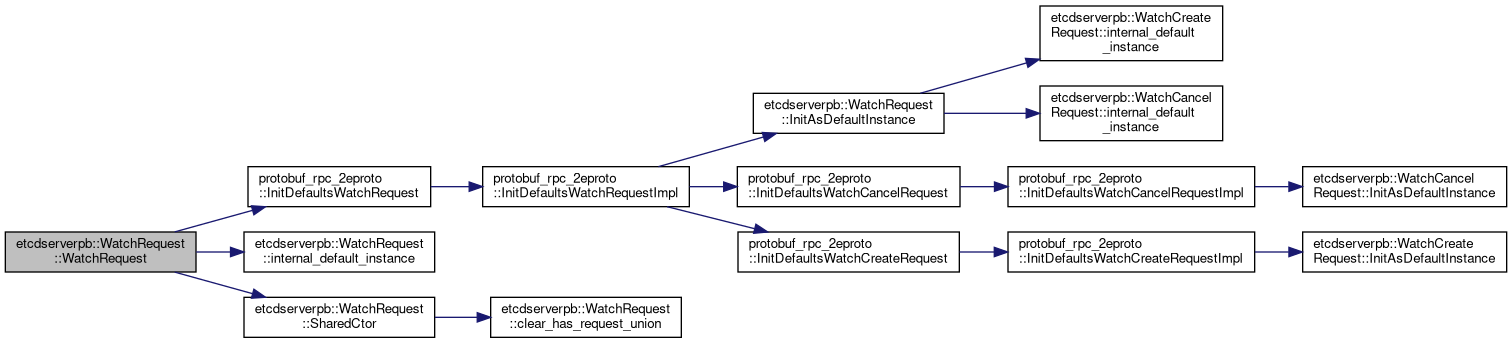 etcdserverpb::WatchCreate
Request::internal_default
_instance
etcdserverpb::WatchCancel
Request::internal_default
_instance
etcdserverpb::WatchRequest
::InitAsDefaultInstance
protobuf_rpc_2eproto
::InitDefaultsWatchRequest
protobuf_rpc_2eproto
::InitDefaultsWatchRequestImpl
protobuf_rpc_2eproto
::InitDefaultsWatchCancelRequest
protobuf_rpc_2eproto
::InitDefaultsWatchCancelRequestImpl
etcdserverpb::WatchCancel
Request::InitAsDefaultInstance
etcdserverpb::WatchRequest
::WatchRequest
etcdserverpb::WatchRequest
::internal_default_instance
protobuf_rpc_2eproto
::InitDefaultsWatchCreateRequest
protobuf_rpc_2eproto
::InitDefaultsWatchCreateRequestImpl
etcdserverpb::WatchCreate
Request::InitAsDefaultInstance
etcdserverpb::WatchRequest
::SharedCtor
etcdserverpb::WatchRequest
::clear_has_request_union